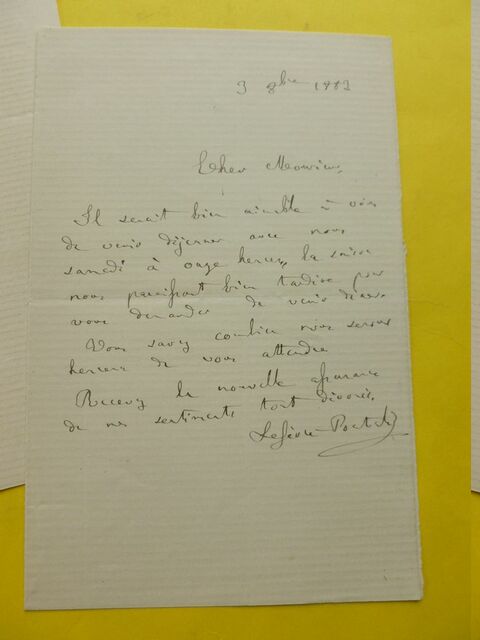 3 8bre 1882
Cher Monsieur,
Il serait bien aimable à vous
de venir déjeuner avec nous
samedi à onze heures, la saison
nous paraissant bien tardive pour
vous demander de venir dîner.
Vous savez combien nous serons
heureux de vous attendre
Recevez la nouvelle assurance
de mes sentiments tout dévoués.
Lefèvre Pontalis